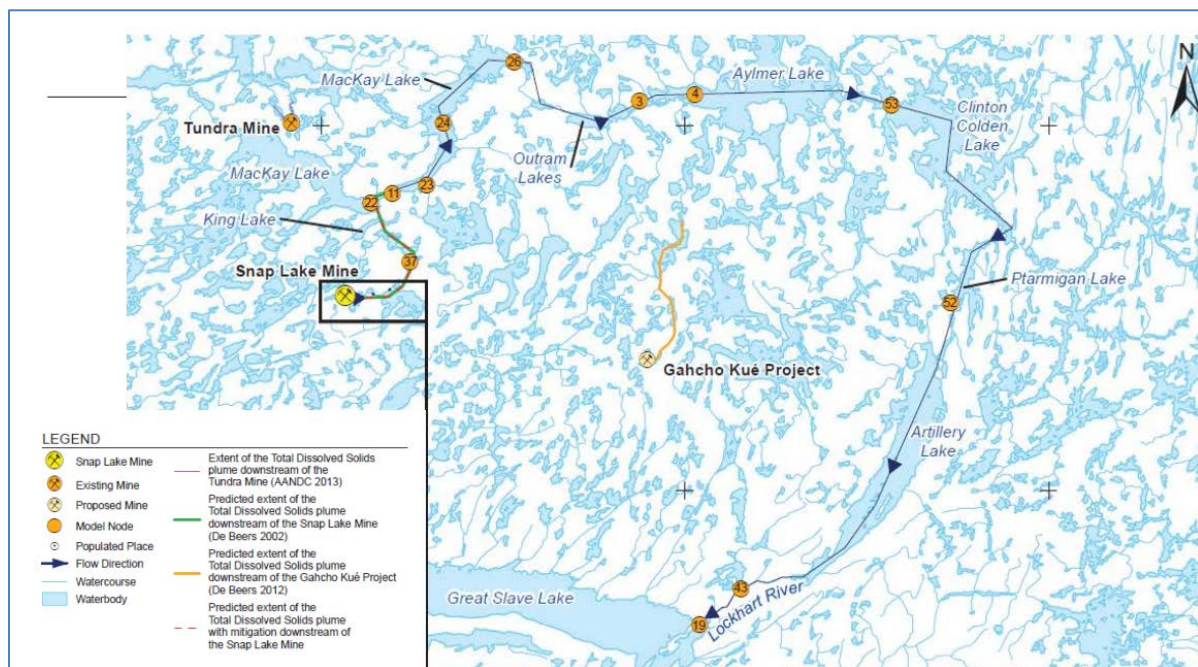 N
26
MacKay Lake
Aylmer Lake
3
4
53
Clinton
Colden
Lake
Tundra Mine
24
Outram
Lakes
MacKay Lake
23
11
22
King Lake
37
Snap Lake Mine
Ptarmigan Lake
52
Gahcho Kué Project
Artillery
Lake
Great Slave Lake
43
Lockhart River
19
LEGEND
Snap Lake Mine
Existing Mine
Proposed Mine
Model Node
Populated Place
Flow Direction
Watercourse
Waterbody
Extent of the Total Dissolved Solids
plume downstream of the
Tundra Mine (AANDC 2013)
Predicted extent of the
Total Dissolved Solids plume
downstream of the Snap Lake Mine
(De Beers 2002)
Predicted extent of the
Total Dissolved Solids plume
downstream of the Gahcho Kué Project
(De Beers 2012)
Predicted extent of the
Total Dissolved Solids plume
with mitigation downstream of
the Snap Lake Mine